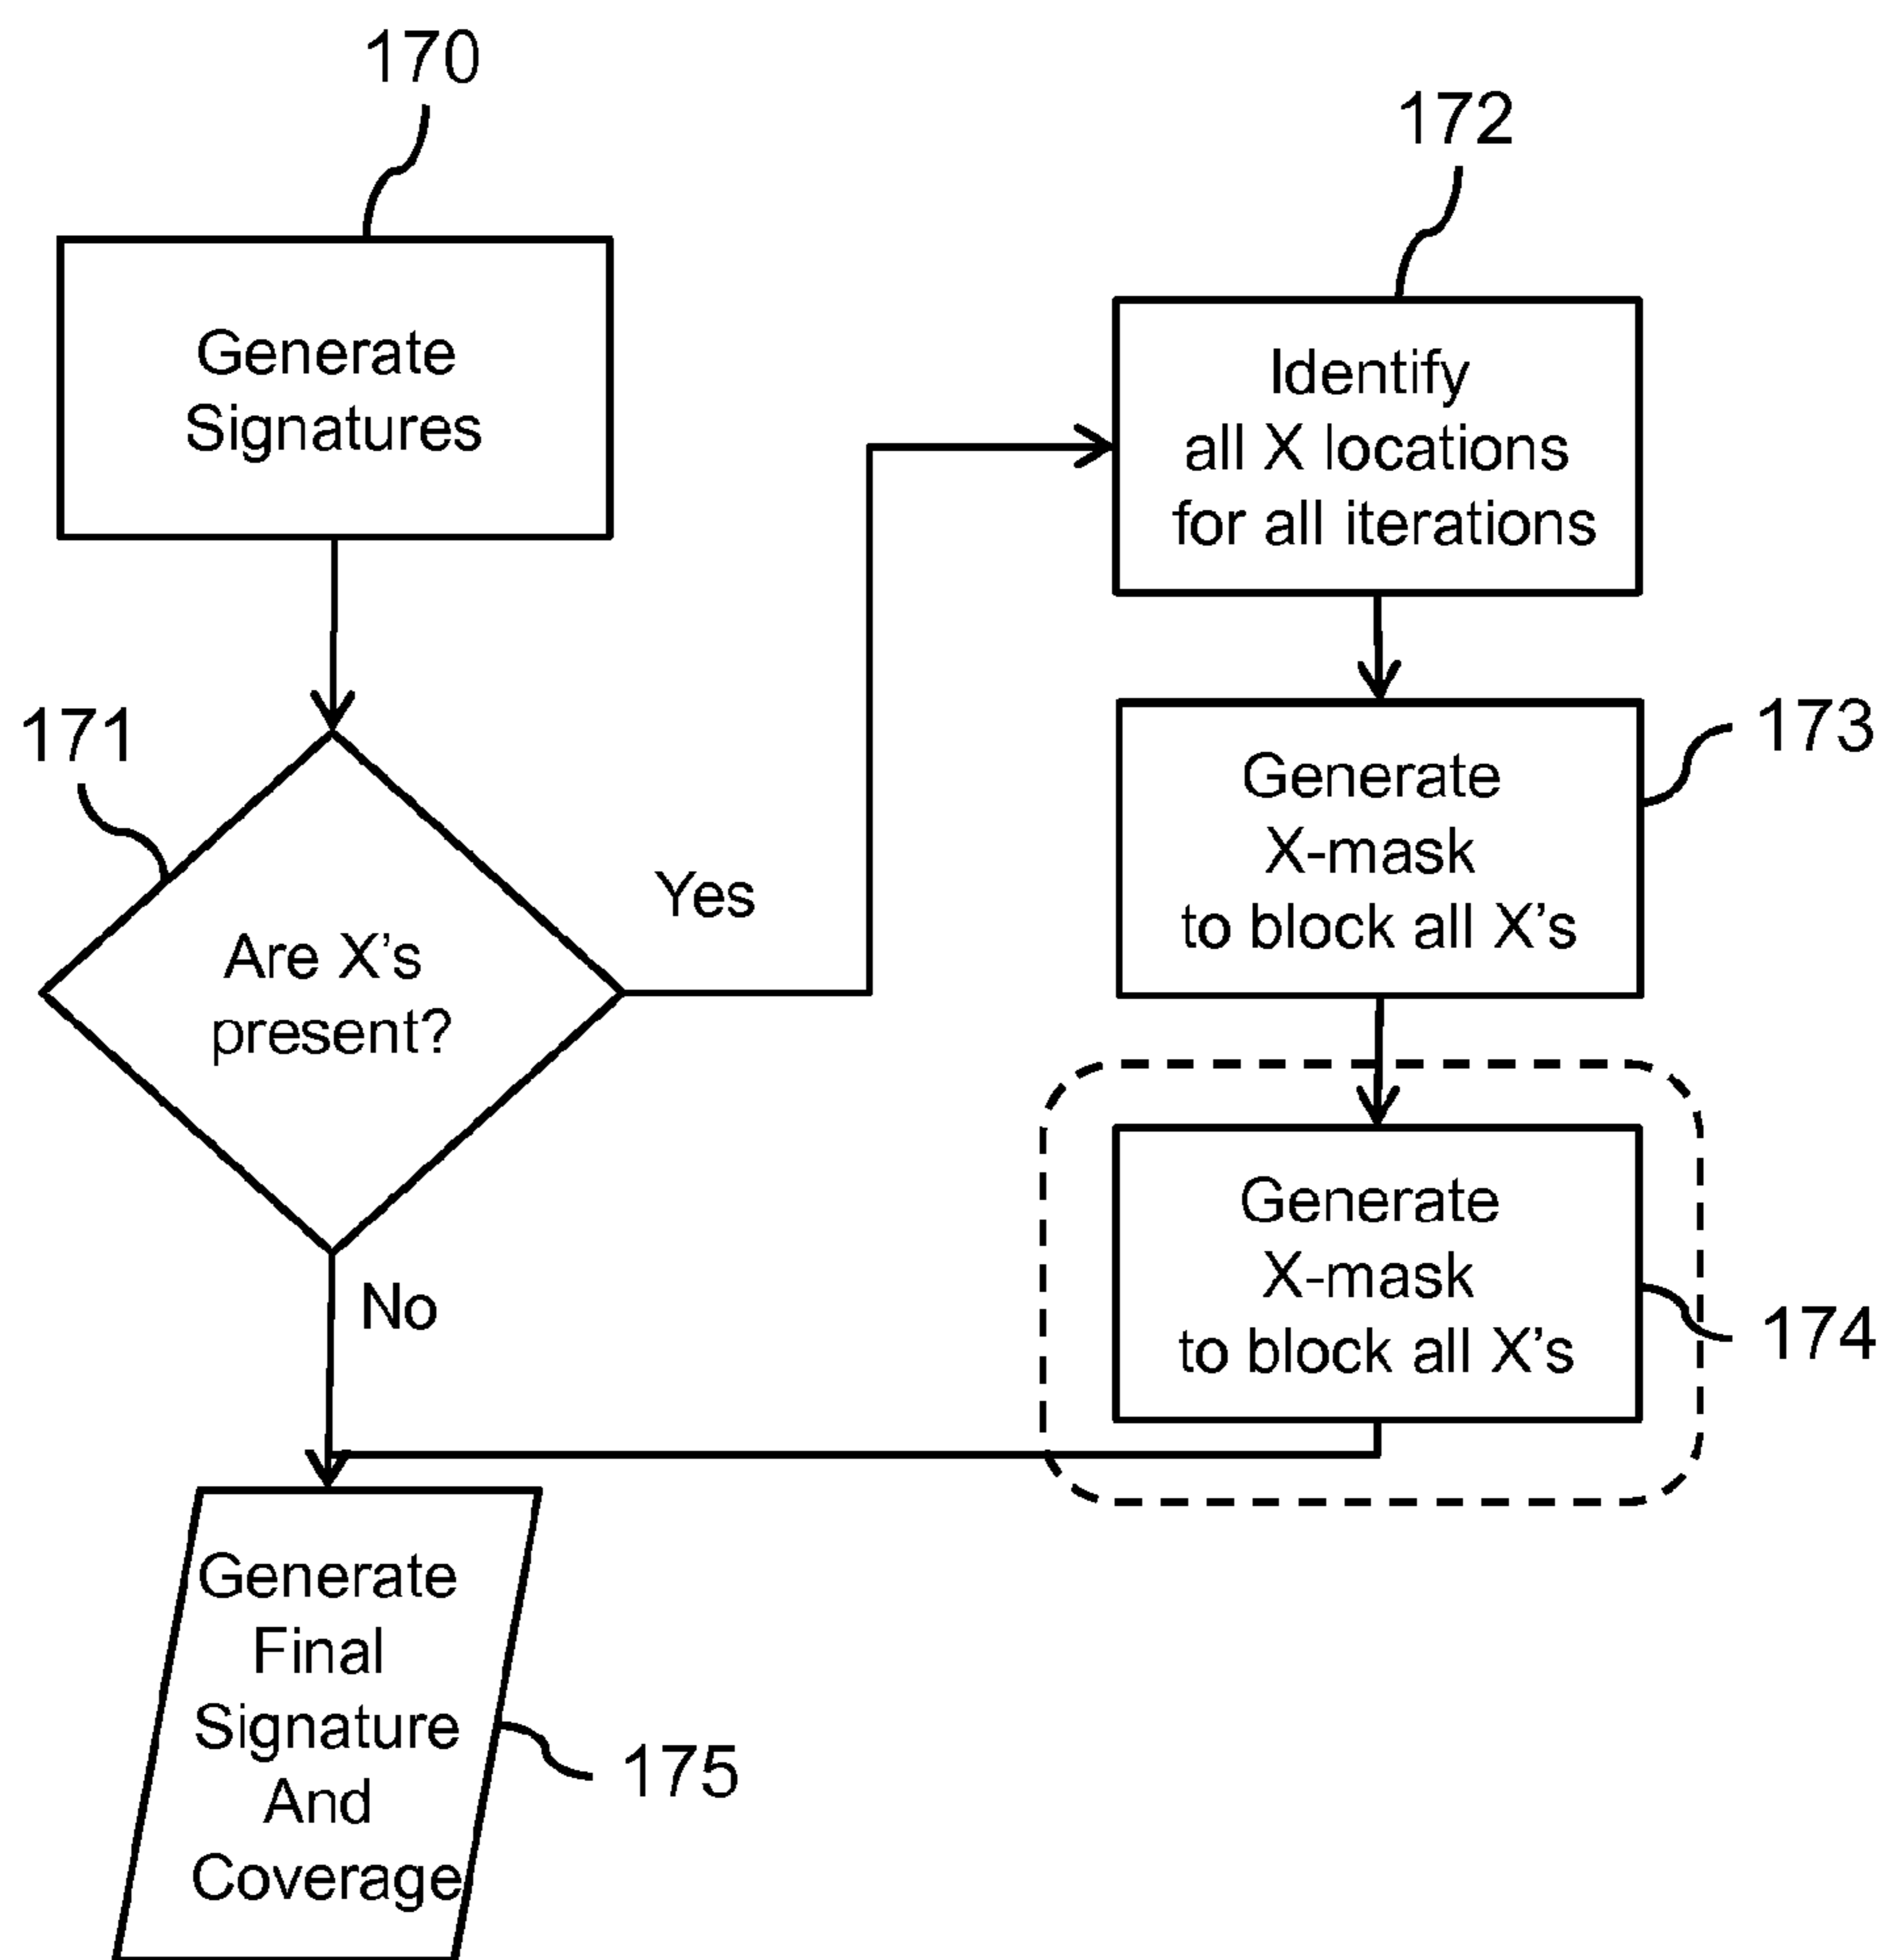 170
Generate
Signatures
171
Are X's
present?
Yes
No
172
Identify
all X locations
for all iterations
173
Generate
X-mask
to block all X's
174
Generate
X-mask
to block all X's
175
Generate
Final
Signature
And
Coverage